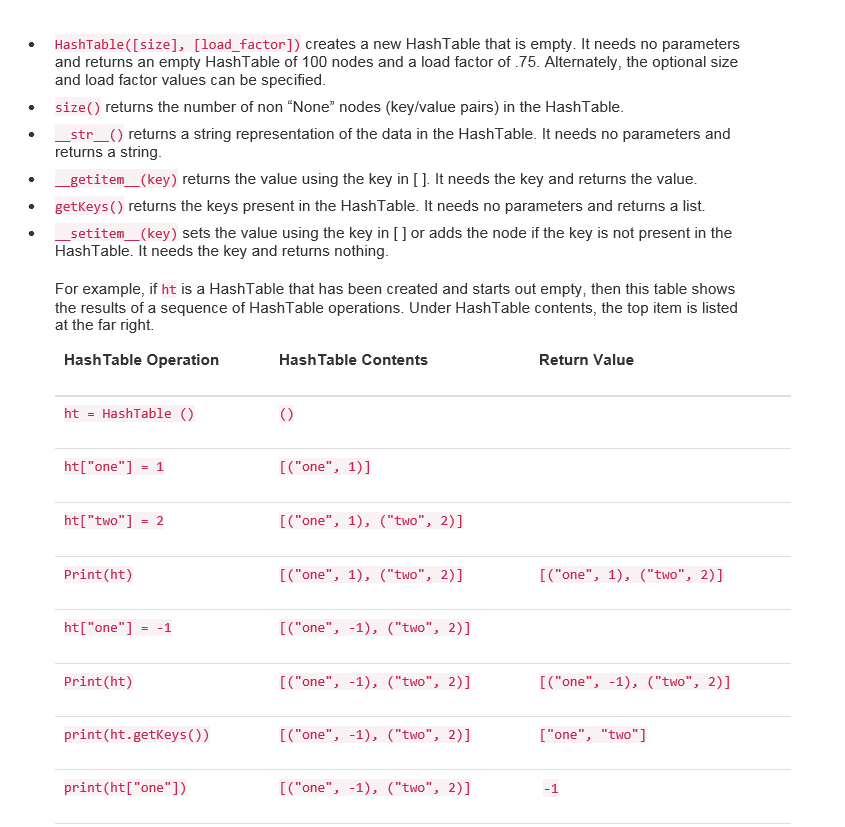 • HashTable([size], [load_factor]) creates a new HashTable that is empty. It needs no parameters
and returns an empty HashTable of 100 nodes and a load factor of .75. Alternately, the optional size
and load factor values can be specified.
• size() returns the number of non “None” nodes (key/value pairs) in the HashTable.
• __str__() returns a string representation of the data in the HashTable. It needs no parameters and
returns a string.
• __getitem__(key) returns the value using the key in [ ]. It needs the key and returns the value.
• getKeys() returns the keys present in the HashTable. It needs no parameters and returns a list.
• __setitem__(key) sets the value using the key in [ ] or adds the node if the key is not present in the
HashTable. It needs the key and returns nothing.
For example, if ht is a HashTable that has been created and starts out empty, then this table shows
the results of a sequence of HashTable operations. Under HashTable contents, the top item is listed
at the far right.
HashTable Operation HashTable Contents Return Value
ht = HashTable () ()
ht["one"] = 1 [("one", 1)]
ht["two"] = 2 [("one", 1), ("two", 2)]
Print(ht) [("one", 1), ("two", 2)] [("one", 1), ("two", 2)]
ht["one"] = -1 [("one", -1), ("two", 2)]
Print(ht) [("one", -1), ("two", 2)] [("one", -1), ("two", 2)]
print(ht.getKeys()) [("one", -1), ("two", 2)] ["one", "two"]
print(ht["one"]) [("one", -1), ("two", 2)] -1